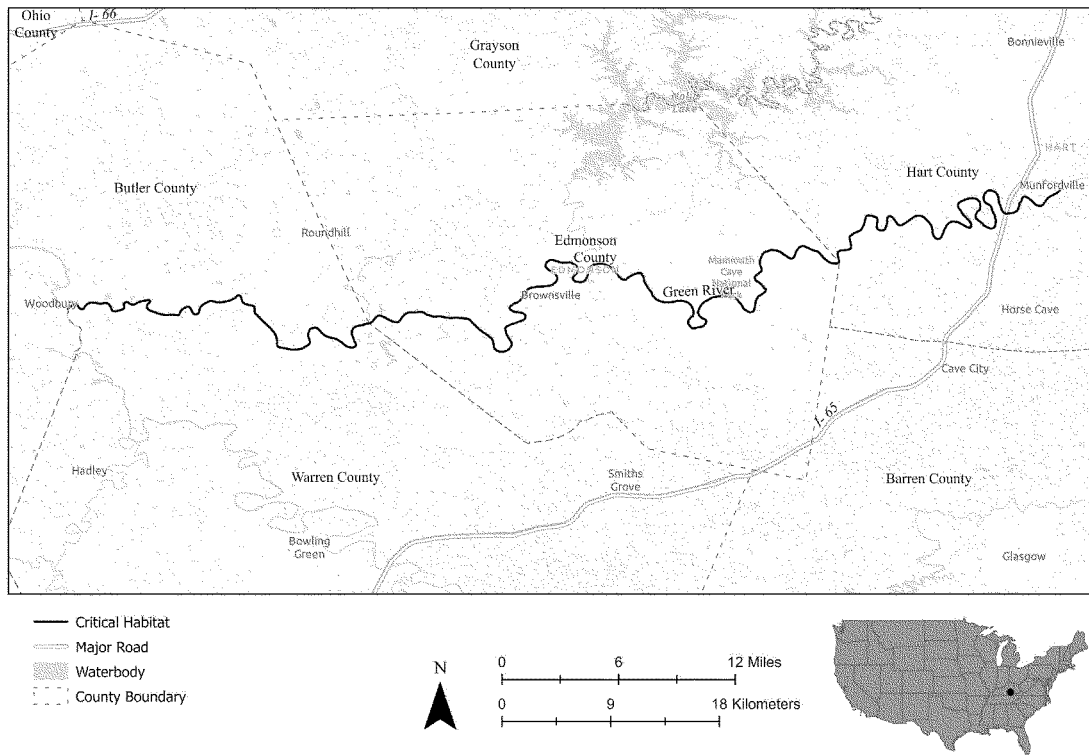 Ohio
County
I- 66
Grayson
County
Bonnieville
HART
Butler County
Hart County
Munfordville
Roundhill
Edmonson
County
EDMONSON
Mammoth
Cave
National
Park
Green River
Woodbury
Brownsville
Horse Cave
Cave City
I- 65
Hadley
Warren County
Smiths
Grove
Barren County
Bowling
Green
Glasgow
Critical Habitat
Major Road
Waterbody
County Boundary
N
0 6 12 Miles
0 9 18 Kilometers